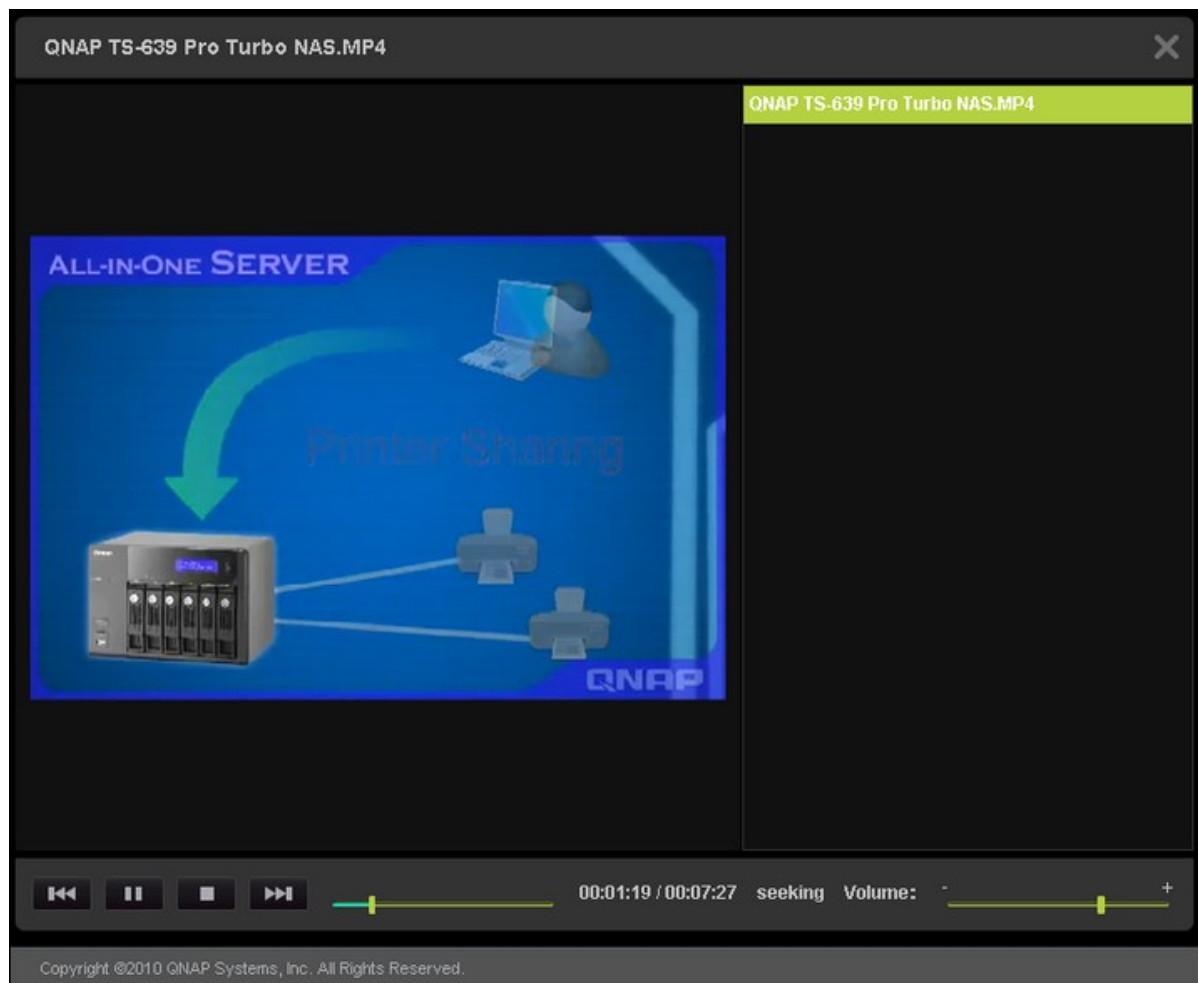 QNAP TS-639 Pro Turbo NAS.MP4
QNAP TS-639 Pro Turbo NAS.MP4
ALL-IN-ONE SERVER
Printer Sharing
QNAP
00:01:19 / 00:07:27 seeking Volume: - +
Copyright ©2010 QNAP Systems, Inc. All Rights Reserved.